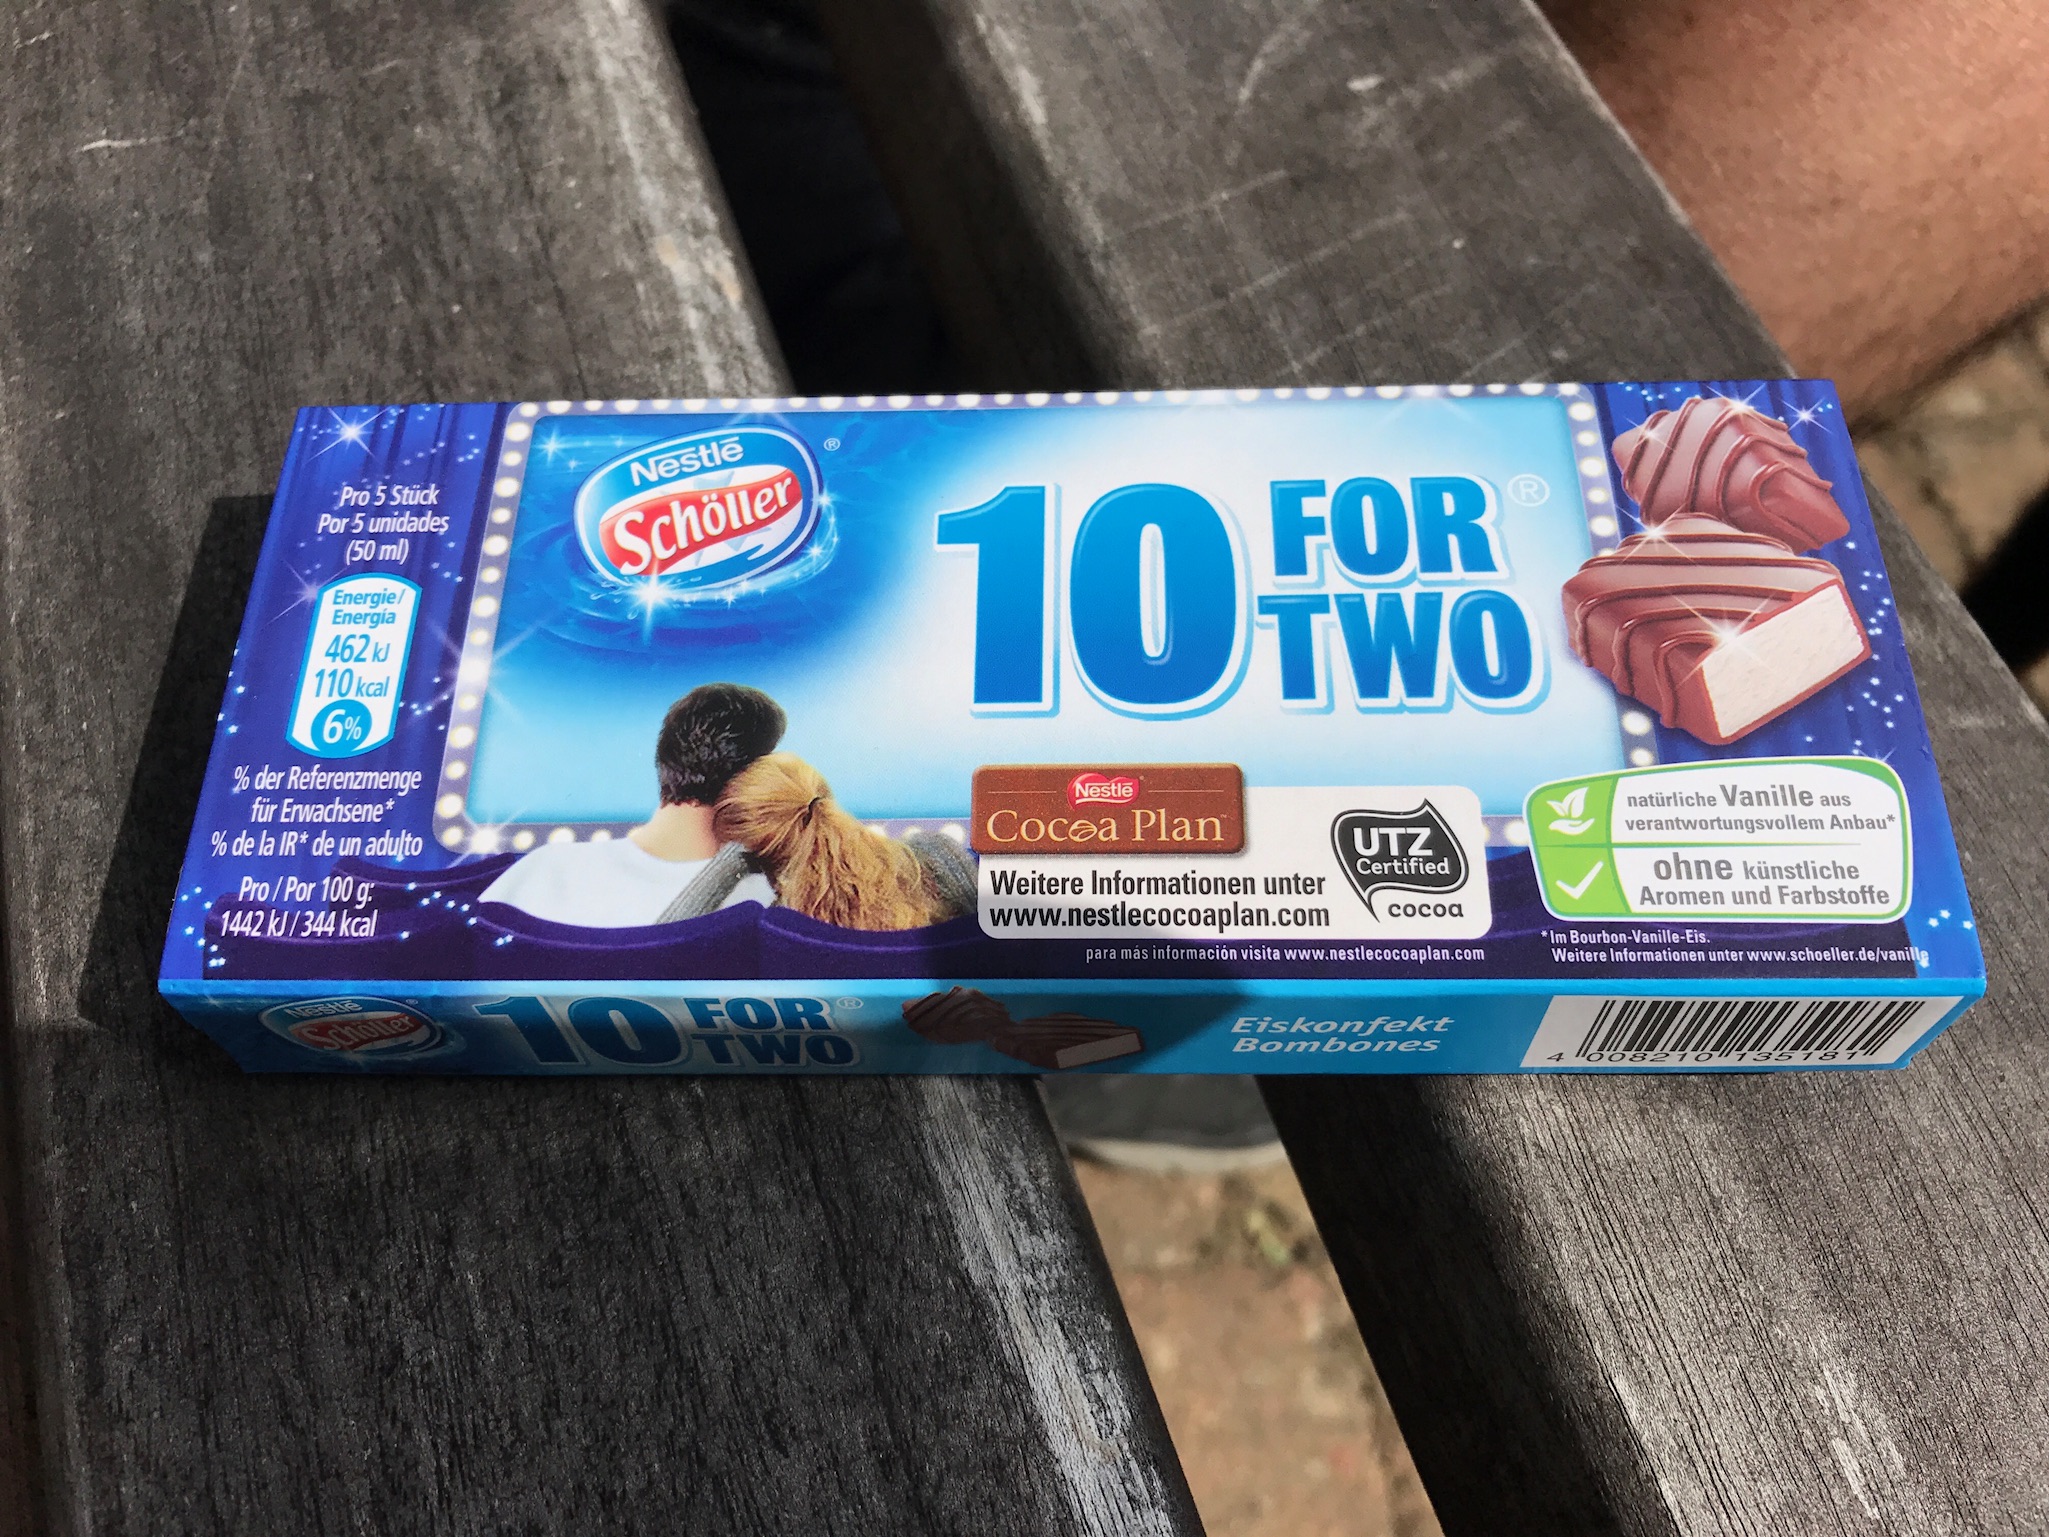 Pro 5 Stück
Por 5 unidades
(50 ml)
Energie/
Energía
462 kJ
110 kcal
6%
% der Referenzmenge
für Erwachsene*
% de la IR* de un adulto
Pro / Por 100 g:
1442 kJ / 344 kcal
Nestlé
Schöller
®
10 FOR
TWO
®
Nestlé
Cocoa Plan
Weitere Informationen unter
www.nestlecocoaplan.com
UTZ
Certified
cocoa
para más información visita www.nestlecocoaplan.com
natürliche Vanille aus
verantwortungsvollem Anbau*
ohne künstliche
Aromen und Farbstoffe
*Im Bourbon-Vanille-Eis.
Weitere Informationen unter www.schoeller.de/vanille
Nestlé
Schöller
®
10 FOR
TWO
®
Eiskonfekt
Bombones
4 008210 135181